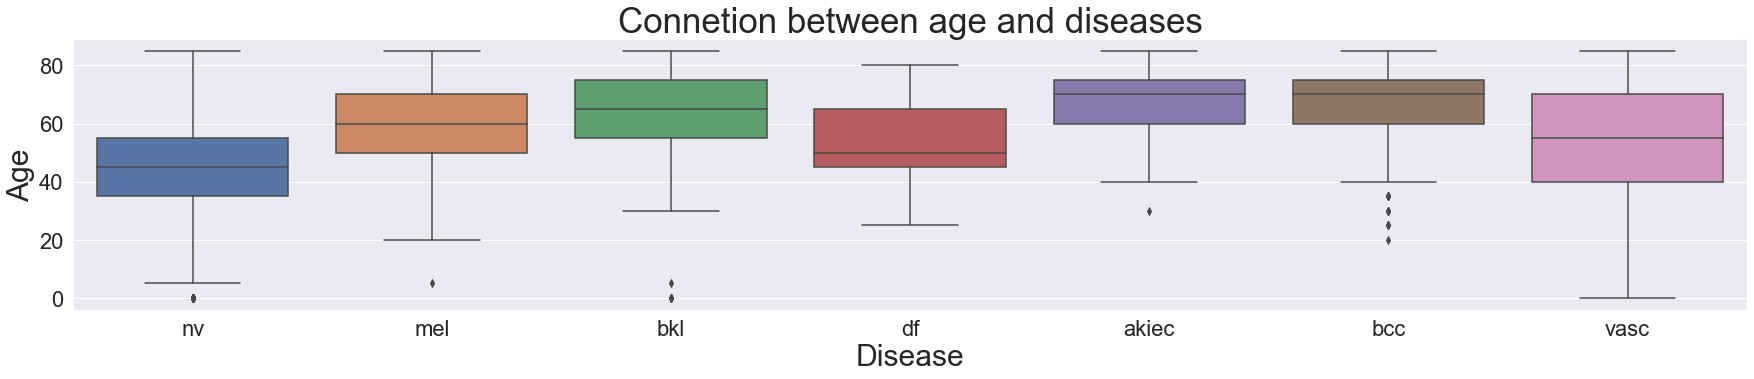 Connetion between age and diseases
Age
80
60
40
20
0
nv mel bkl df akiec bcc vasc
Disease